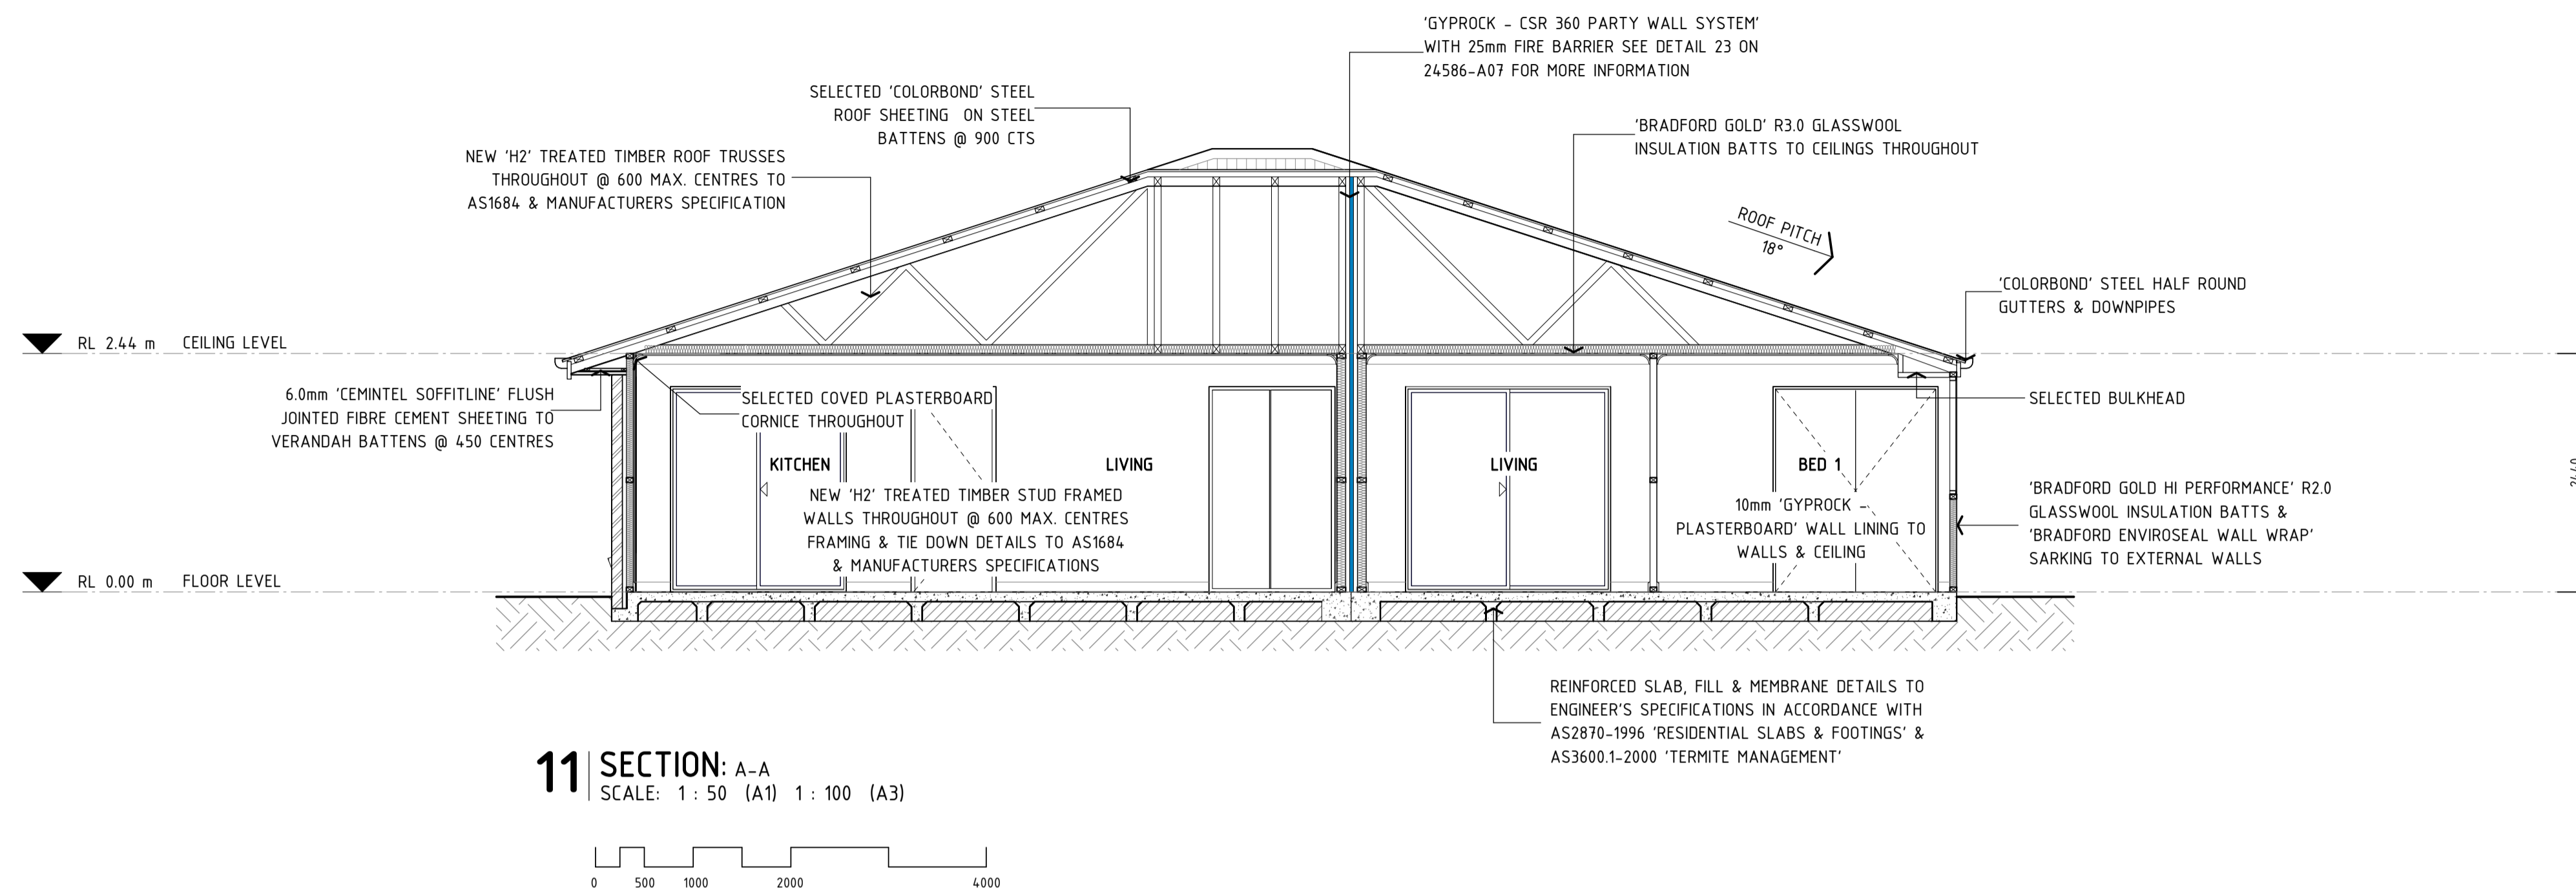 'GYPROCK - CSR 360 PARTY WALL SYSTEM'
WITH 25mm FIRE BARRIER SEE DETAIL 23 ON
24586-A07 FOR MORE INFORMATION
SELECTED 'COLORBOND' STEEL
ROOF SHEETING ON STEEL
BATTENS @ 900 CTS
'BRADFORD GOLD' R3.0 GLASSWOOL
INSULATION BATTS TO CEILINGS THROUGHOUT
NEW 'H2' TREATED TIMBER ROOF TRUSSES
THROUGHOUT @ 600 MAX. CENTRES TO
AS1684 & MANUFACTURERS SPECIFICATION
ROOF PITCH
18°
'COLORBOND' STEEL HALF ROUND
GUTTERS & DOWNPIPES
RL 2.44 m CEILING LEVEL
6.0mm 'CEMINTEL SOFFITLINE' FLUSH
JOINTED FIBRE CEMENT SHEETING TO
VERANDAH BATTENS @ 450 CENTRES
SELECTED COVED PLASTERBOARD
CORNICE THROUGHOUT
SELECTED BULKHEAD
KITCHEN
LIVING
LIVING
BED 1
NEW 'H2' TREATED TIMBER STUD FRAMED
WALLS THROUGHOUT @ 600 MAX. CENTRES
FRAMING & TIE DOWN DETAILS TO AS1684
& MANUFACTURERS SPECIFICATIONS
10mm 'GYPROCK -
PLASTERBOARD' WALL LINING TO
WALLS & CEILING
'BRADFORD GOLD HI PERFORMANCE' R2.0
GLASSWOOL INSULATION BATTS &
'BRADFORD ENVIROSEAL WALL WRAP'
SARKING TO EXTERNAL WALLS
RL 0.00 m FLOOR LEVEL
REINFORCED SLAB, FILL & MEMBRANE DETAILS TO
ENGINEER'S SPECIFICATIONS IN ACCORDANCE WITH
AS2870-1996 'RESIDENTIAL SLABS & FOOTINGS' &
AS3600.1-2000 'TERMITE MANAGEMENT'
11 SECTION: A-A
SCALE: 1 : 50 (A1) 1 : 100 (A3)
0 500 1000 2000 4000